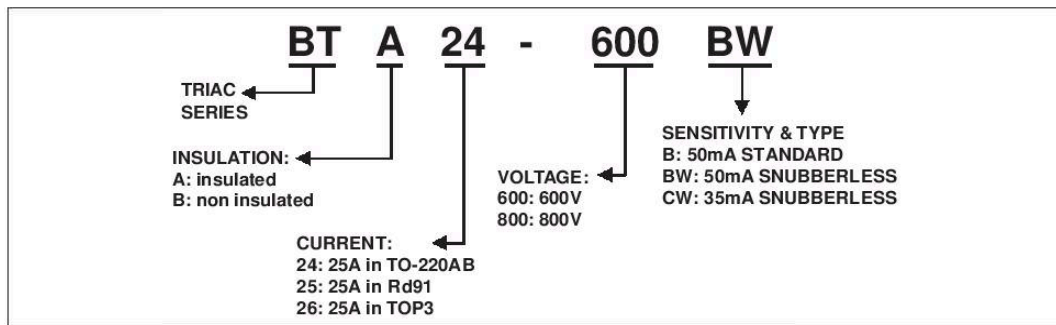 BT A 24 - 600 BW
TRIAC
SERIES
INSULATION:
A: insulated
B: non insulated
CURRENT:
24: 25A in TO-220AB
25: 25A in Rd91
26: 25A in TOP3
VOLTAGE:
600: 600V
800: 800V
SENSITIVITY & TYPE
B: 50mA STANDARD
BW: 50mA SNUBBERLESS
CW: 35mA SNUBBERLESS